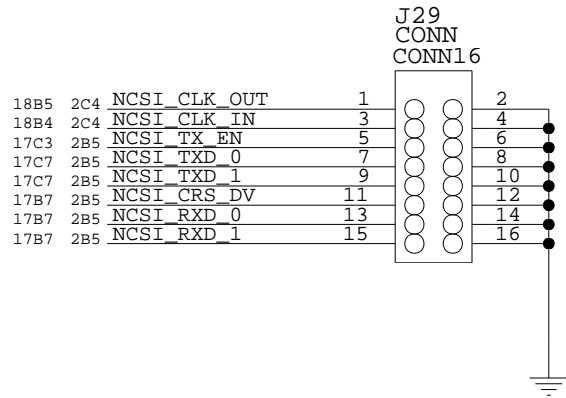 J29
CONN
CONN16
18B5 2C4 NCSI_CLK_OUT 1 2
18B4 2C4 NCSI_CLK_IN 3 4
17C3 2B5 NCSI_TX_EN 5 6
17C7 2B5 NCSI_TXD_0 7 8
17C7 2B5 NCSI_TXD_1 9 10
17B7 2B5 NCSI_CRS_DV 11 12
17B7 2B5 NCSI_RXD_0 13 14
17B7 2B5 NCSI_RXD_1 15 16